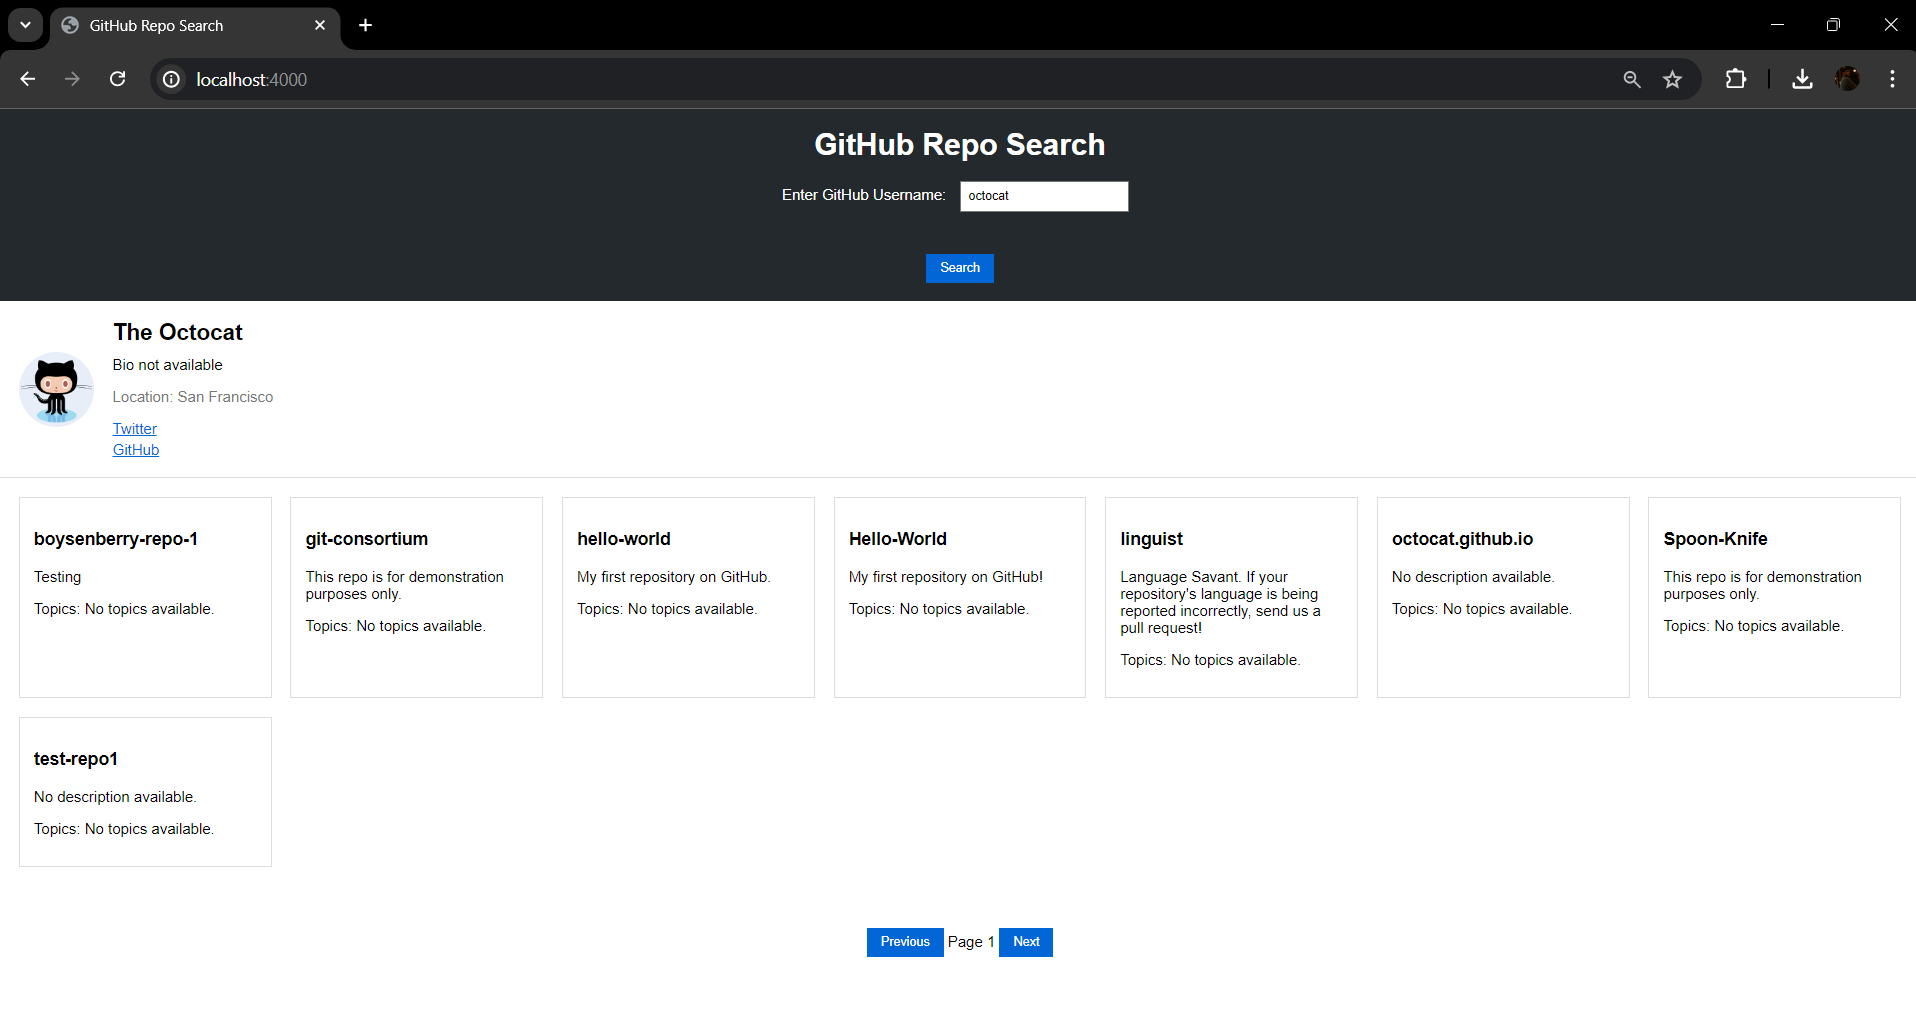 GitHub Repo Search
localhost:4000
GitHub Repo Search
Enter GitHub Username: octocat
Search
The Octocat
Bio not available
Location: San Francisco
Twitter
GitHub
boysenberry-repo-1
Testing
Topics: No topics available.
git-consortium
This repo is for demonstration
purposes only.
Topics: No topics available.
hello-world
My first repository on GitHub.
Topics: No topics available.
Hello-World
My first repository on GitHub!
Topics: No topics available.
linguist
Language Savant. If your
repository's language is being
reported incorrectly, send us a
pull request!
Topics: No topics available.
octocat.github.io
No description available.
Topics: No topics available.
Spoon-Knife
This repo is for demonstration
purposes only.
Topics: No topics available.
test-repo1
No description available.
Topics: No topics available.
Previous Page 1 Next